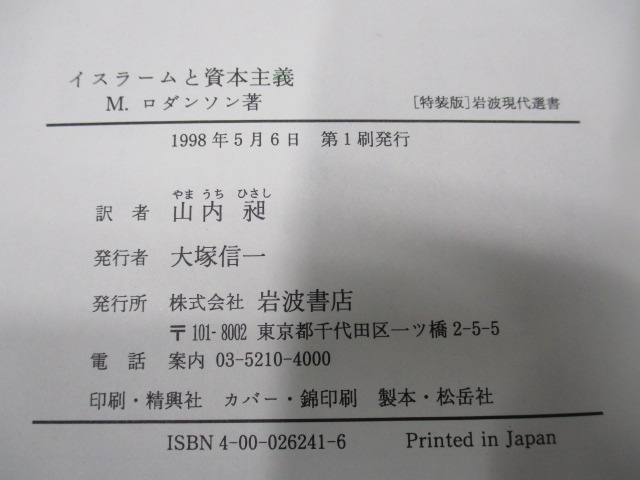 イスラームと資本主義
M. ロダンソン著
［特装版］岩波現代選書
1998年5月6日　第1刷発行
やま うち ひさし
訳　者　山内　昶
発行者　大塚信一
発行所　株式会社 岩波書店
〒101-8002 東京都千代田区一ツ橋2-5-5
電　話　案内 03-5210-4000
印刷・精興社　カバー・錦印刷　製本・松岳社
ISBN 4-00-026241-6　Printed in Japan